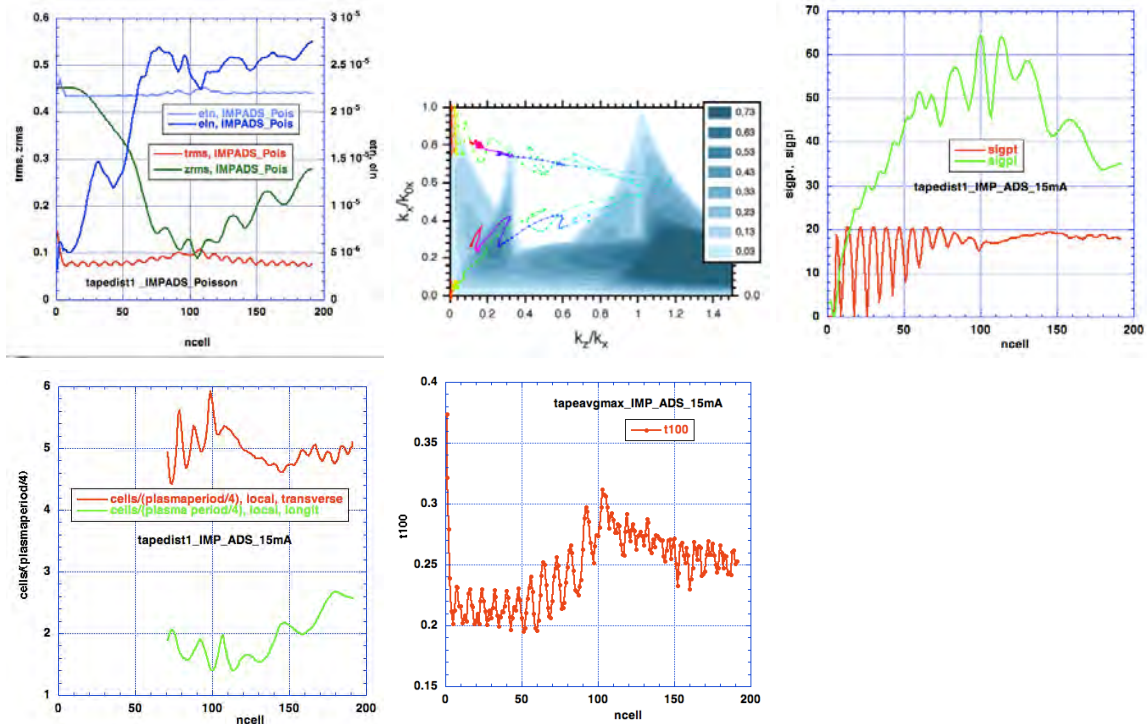 0.6
0.5
0.4
0.3
0.2
0.1
0
trms, zrms
3 10⁻⁵
2.5 10⁻⁵
2 10⁻⁵
1.5 10⁻⁵
1 10⁻⁵
5 10⁻⁶
0
etn, eln
eln, IMPADS_Pois
eln, IMPADS_Pois
trms, IMPADS_Pois
zrms, IMPADS_Pois
tapedist1 _IMPADS_Poisson
0 50 100 150 200
ncell
1.0
0.8
0.6
0.4
0.2
0.0
kx/k0x
0,73
0,63
0,53
0,43
0,33
0,23
0,13
0,03
0.0
0.2 0.4 0.6 0.8 1.0 1.2 1.4
kz/kx
70
60
50
40
30
20
10
0
sigpt, sigpl
sigpt
sigpl
tapedist1_IMP_ADS_15mA
0 50 100 150 200
ncell
6
5
4
3
2
1
cells/(plasmaperiod/4)
cells/(plasmaperiod/4), local, transverse
cells/(plasma period/4), local, longit
tapedist1_IMP_ADS_15mA
0 50 100 150 200
ncell
0.4
0.35
0.3
0.25
0.2
0.15
t100
tapeavgmax_IMP_ADS_15mA
t100
0 50 100 150 200
ncell